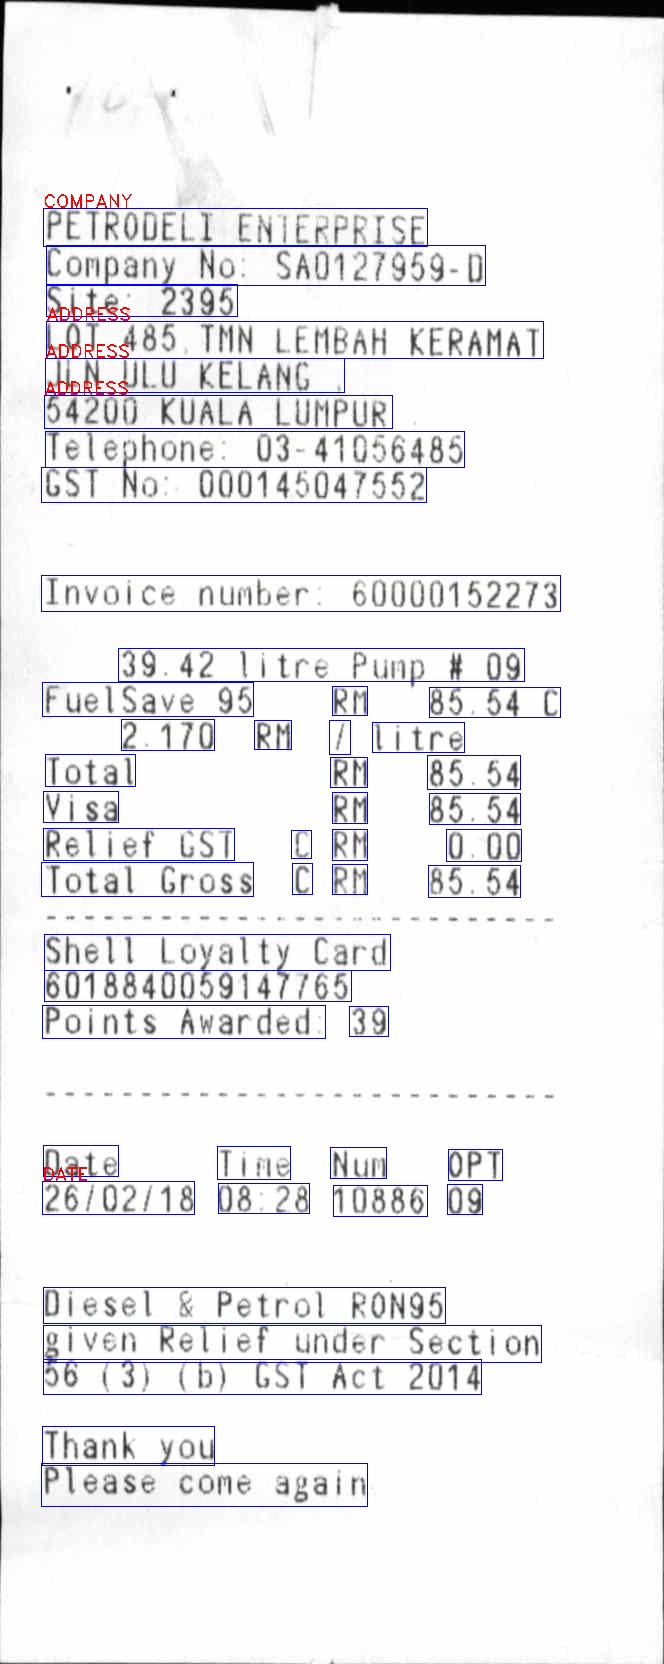 COMPANY
PETRODELI ENTERPRISE
Company No: SA0127959-D
Site: 2395
ADDRESS
LOT 485, TMN LEMBAH KERAMAT
ADDRESS
JLN ULU KELANG
ADDRESS
54200 KUALA LUMPUR
Telephone: 03-41056485
GST No: 000145047552
Invoice number: 60000152273
39.42 litre Pump # 09
FuelSave 95 RM 85.54 C
2.170 RM / litre
Total RM 85.54
Visa RM 85.54
Relief GST C RM 0.00
Total Gross C RM 85.54
Shell Loyalty Card
6018840059147765
Points Awarded: 39
Date Time Num OPT
DATE
26/02/18 08:28 10886 09
Diesel & Petrol RON95
given Relief under Section
56 (3) (b) GST Act 2014
Thank you
Please come again